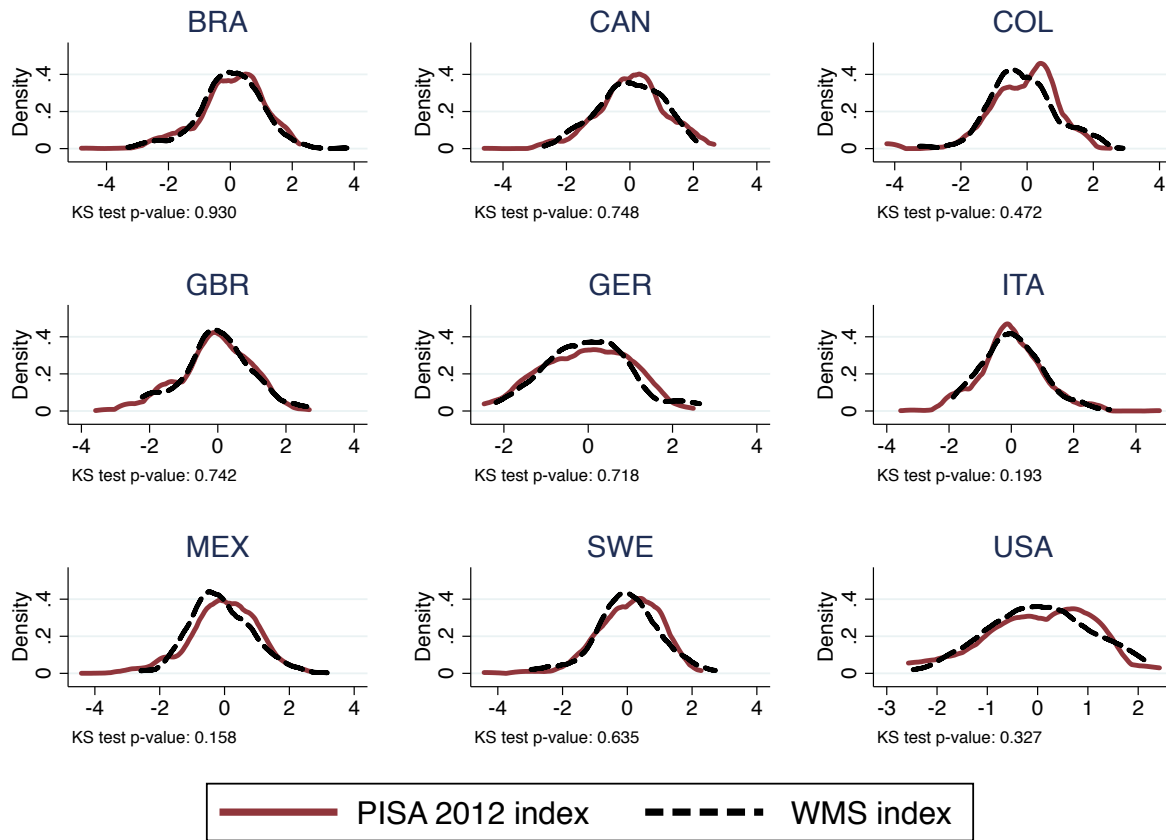 BRA CAN COL
Density Density Density
0 .2 .4 0 .2 .4 0 .2 .4
-4 -2 0 2 4 -4 -2 0 2 4 -4 -2 0 2 4
KS test p-value: 0.930 KS test p-value: 0.748 KS test p-value: 0.472
GBR GER ITA
Density Density Density
0 .2 .4 0 .2 .4 0 .2 .4
-4 -2 0 2 4 -2 -1 0 1 2 3 -4 -2 0 2 4
KS test p-value: 0.742 KS test p-value: 0.718 KS test p-value: 0.193
MEX SWE USA
Density Density Density
0 .2 .4 0 .2 .4 0 .2 .4
-4 -2 0 2 4 -4 -2 0 2 4 -3 -2 -1 0 1 2
KS test p-value: 0.158 KS test p-value: 0.635 KS test p-value: 0.327
PISA 2012 index WMS index